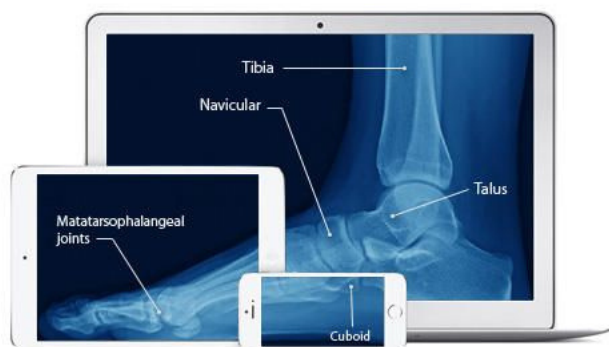 Tibia
Navicular
Talus
Matatarsophalangeal
joints
Cuboid